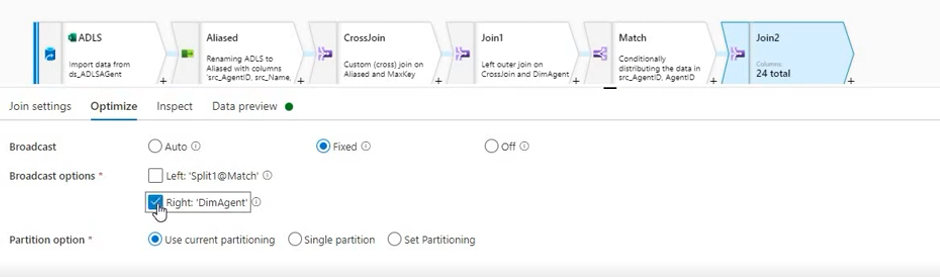 ADLS
Import data from
ds_ADLSAgent
Aliased
Renaming ADLS to
Aliased with columns
'src_AgentID, src_Name,
CrossJoin
Custom (cross) join on
Aliased and MaxKey
Join1
Left outer join on
CrossJoin and DimAgent
Match
Conditionally
distributing the data in
src_AgentID, AgentID
Join2
Columns:
24 total
Join settings
Optimize
Inspect
Data preview
Broadcast
Auto
Fixed
Off
Broadcast options *
Left: 'Split1@Match'
Right: 'DimAgent'
Partition option *
Use current partitioning
Single partition
Set Partitioning